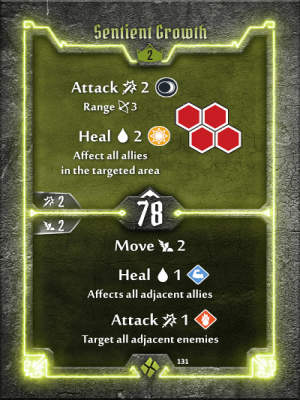 Sentient Growth
2
Attack 2
Range 3
Heal 2
Affect all allies
in the targeted area
2
78
2
Move 2
Heal 1
Affects all adjacent allies
Attack 1
Target all adjacent enemies
131